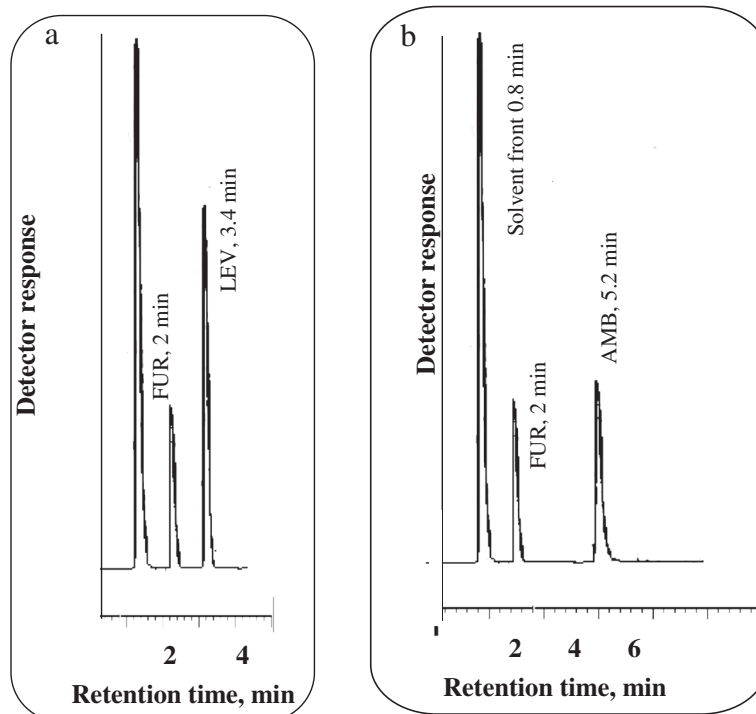 a
Detector response
FUR, 2 min
LEV, 3.4 min
2 4
Retention time, min
b
Detector response
Solvent front 0.8 min
FUR, 2 min
AMB, 5.2 min
2 4 6
Retention time, min